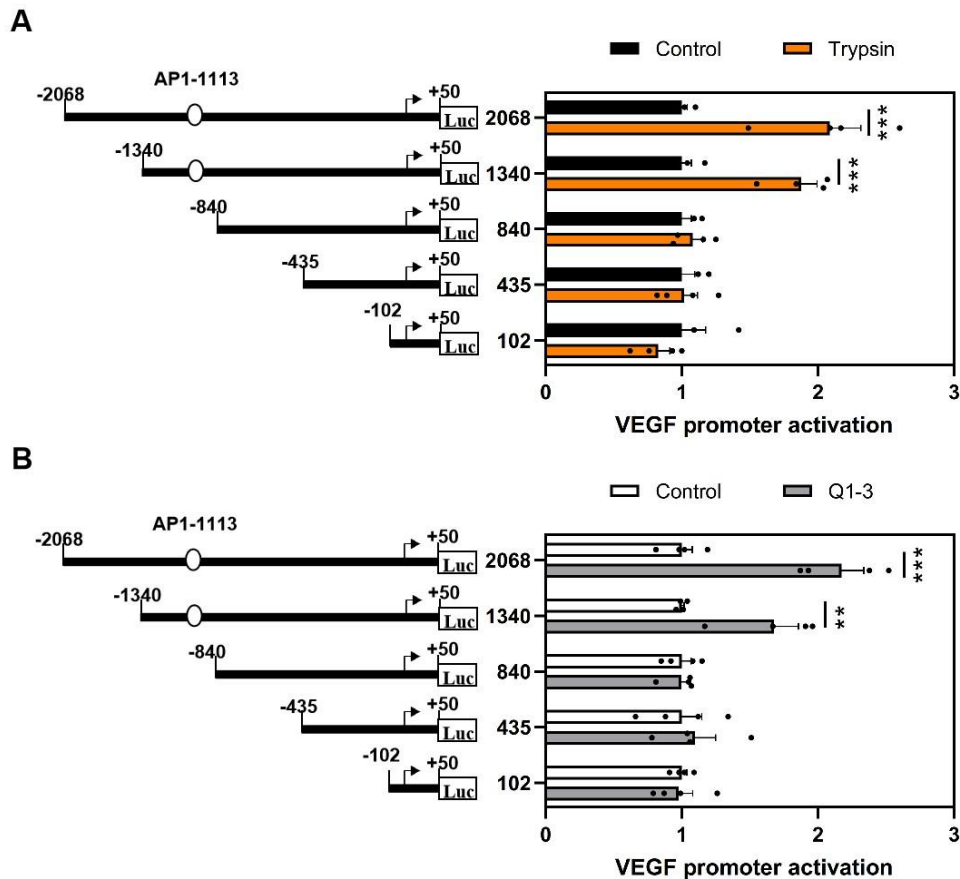 A
Control Trypsin
AP1-1113
-2068 +50
Luc 2068 ***
-1340 +50
Luc 1340 ***
-840 +50
Luc 840
-435 +50
Luc 435
-102 +50
Luc 102
0 1 2 3
VEGF promoter activation
B
Control Q1-3
AP1-1113
-2068 +50
Luc 2068 ***
-1340 +50
Luc 1340 **
-840 +50
Luc 840
-435 +50
Luc 435
-102 +50
Luc 102
0 1 2 3
VEGF promoter activation